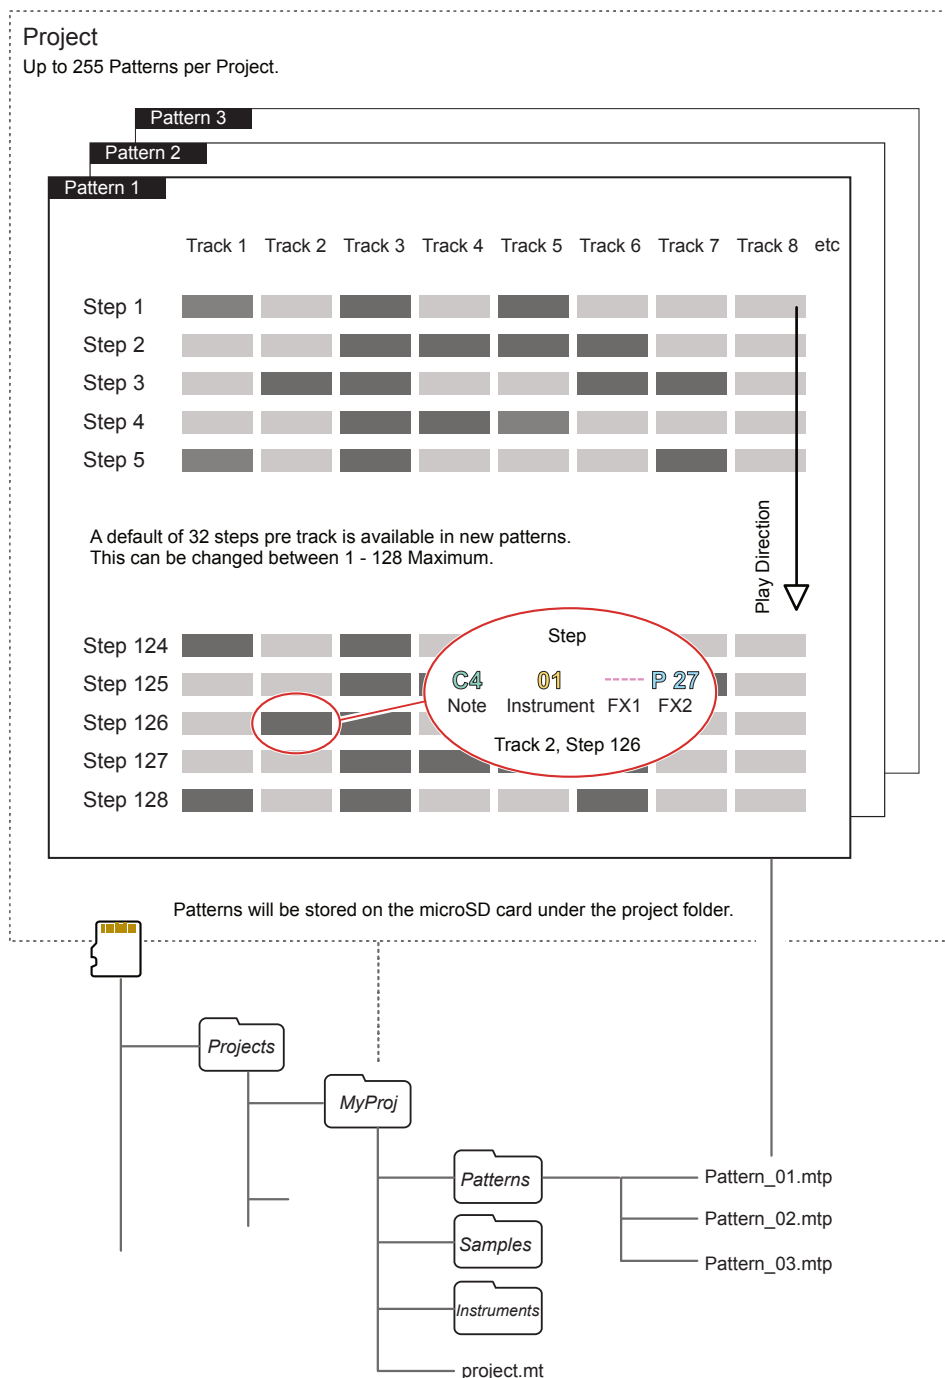 Project
Up to 255 Patterns per Project.
Pattern 3
Pattern 2
Pattern 1
Track 1 Track 2 Track 3 Track 4 Track 5 Track 6 Track 7 Track 8 etc
Step 1
Step 2
Step 3
Step 4
Step 5
A default of 32 steps pre track is available in new patterns.
This can be changed between 1 - 128 Maximum.
Play Direction
Step 124
Step 125
Step 126
Step 127
Step 128
Step
C4 01 ----- P 27
Note Instrument FX1 FX2
Track 2, Step 126
Patterns will be stored on the microSD card under the project folder.
Projects
MyProj
Patterns
Pattern_01.mtp
Pattern_02.mtp
Samples
Pattern_03.mtp
Instruments
project.mt